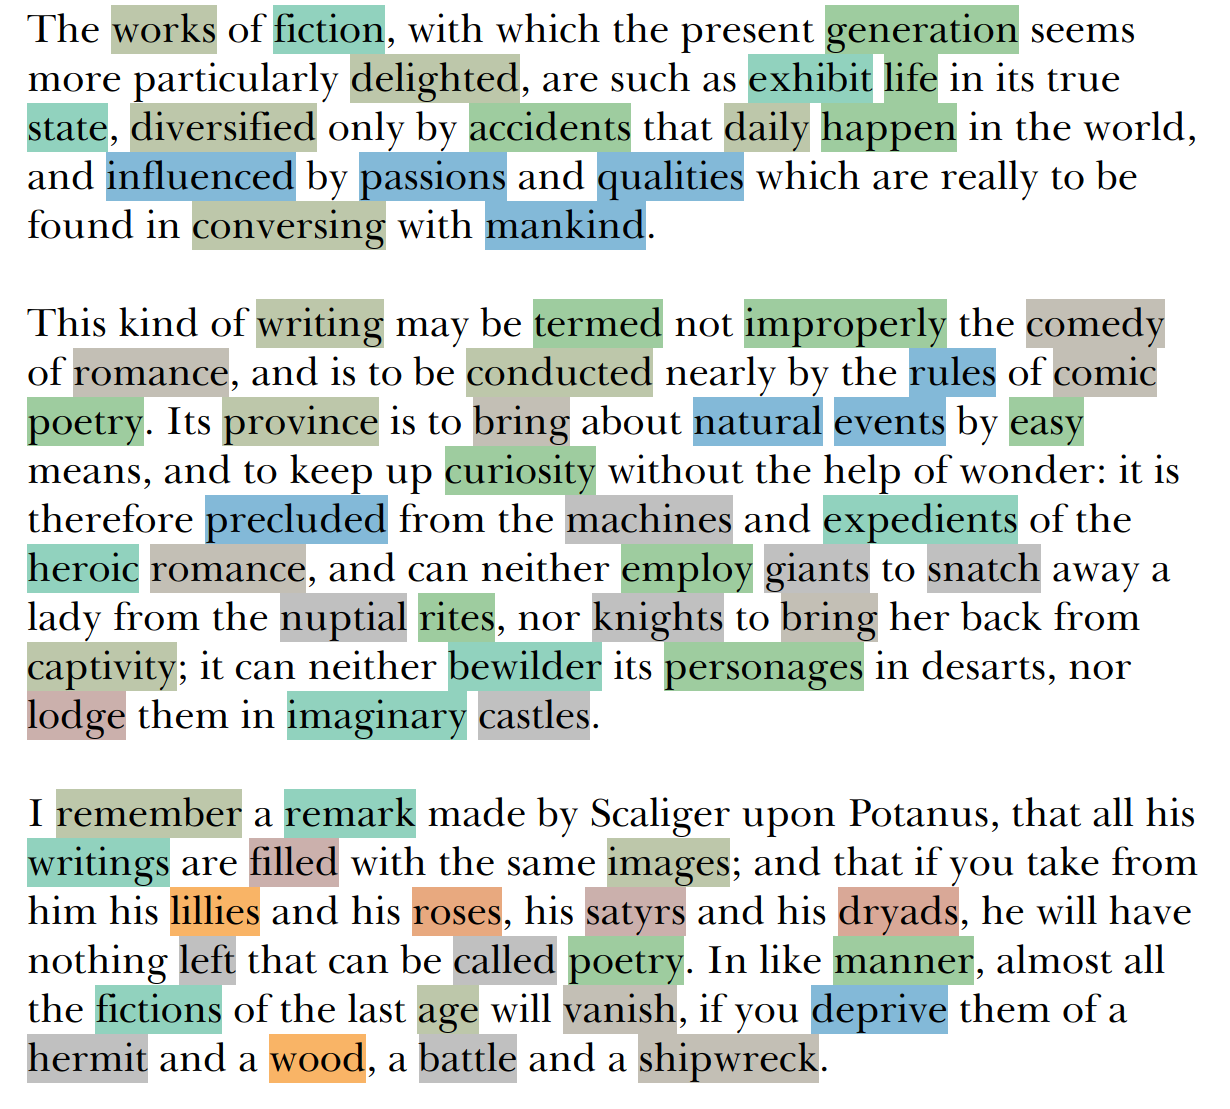 The works of fiction, with which the present generation seems
more particularly delighted, are such as exhibit life in its true
state, diversified only by accidents that daily happen in the world,
and influenced by passions and qualities which are really to be
found in conversing with mankind.
This kind of writing may be termed not improperly the comedy
of romance, and is to be conducted nearly by the rules of comic
poetry. Its province is to bring about natural events by easy
means, and to keep up curiosity without the help of wonder: it is
therefore precluded from the machines and expedients of the
heroic romance, and can neither employ giants to snatch away a
lady from the nuptial rites, nor knights to bring her back from
captivity; it can neither bewilder its personages in desarts, nor
lodge them in imaginary castles.
I remember a remark made by Scaliger upon Potanus, that all his
writings are filled with the same images; and that if you take from
him his lillies and his roses, his satyrs and his dryads, he will have
nothing left that can be called poetry. In like manner, almost all
the fictions of the last age will vanish, if you deprive them of a
hermit and a wood, a battle and a shipwreck.